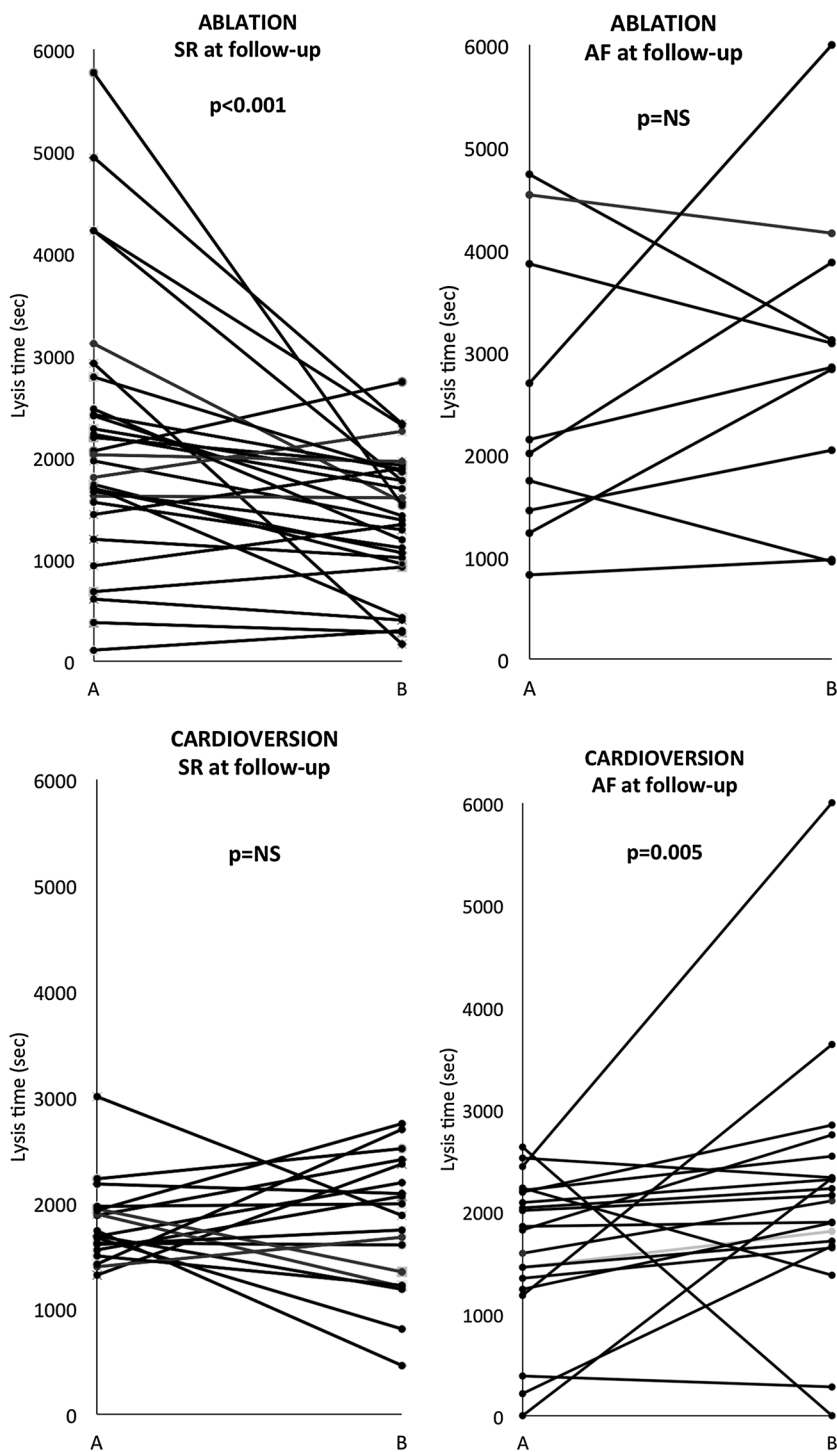 ABLATION
SR at follow-up
p<0.001
6000
5000
4000
3000
2000
1000
0
Lysis time (sec)
A
B
ABLATION
AF at follow-up
p=NS
6000
5000
4000
3000
2000
1000
0
Lysis time (sec)
A
B
CARDIOVERSION
SR at follow-up
p=NS
6000
5000
4000
3000
2000
1000
0
Lysis time (sec)
A
B
CARDIOVERSION
AF at follow-up
p=0.005
6000
5000
4000
3000
2000
1000
0
Lysis time (sec)
A
B